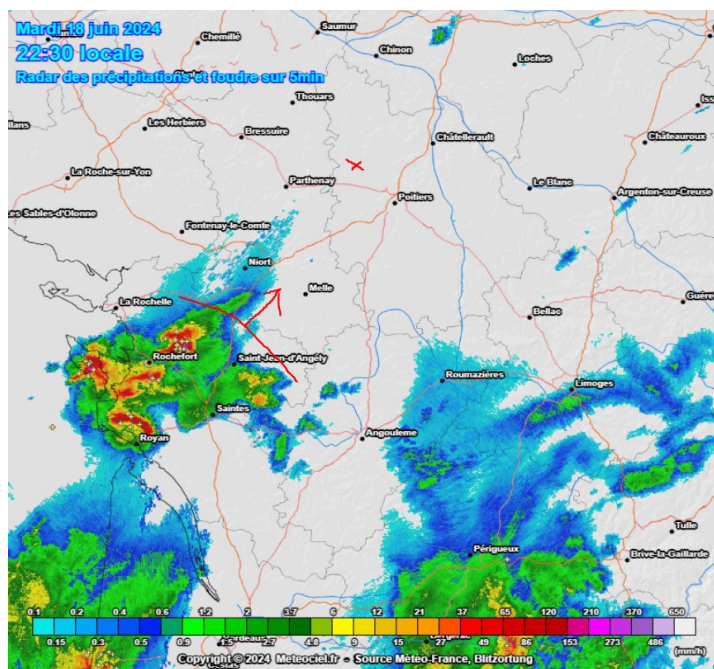 Mardi 18 juin 2024
22:30 locale
Radar des précipitations et foudre sur 5min
Saumur
Chemillé
Chinon
Loches
Thouars
Les Herbiers
Bressuire
Châtellerault
Châteauroux
La Roche-sur-Yon
Parthenay
Le Blanc
Poitiers
Argenton-sur-Creuse
Les Sables-d'Olonne
Fontenay-le-Comte
Niort
Melle
La Rochelle
Bellac
Rochefort
Saint-Jean-d'Angély
Roumazières
Limoges
Saintes
Royan
Angouleme
Tulle
Périgueux
Brive-la-Gaillarde
0.1 0.2 0.4 0.6 1.2 2 3.7 6 12 21 37 65 120 210 370 650
0.15 0.3 0.5 0.9 1.5 2.7 4.8 9 15 27 49 86 153 273 486 (mm/h)
Copyright © 2024 Meteociel.fr - Source Météo-France, Blitzortung